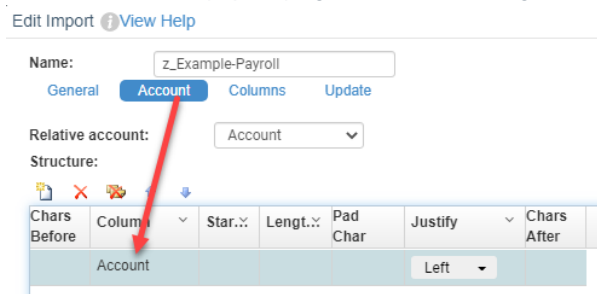 Edit Import View Help
Name: z_Example-Payroll
General Account Columns Update
Relative account: Account
Structure:
Chars Before Column Star... Lengt... Pad Char Justify Chars After
Account Left